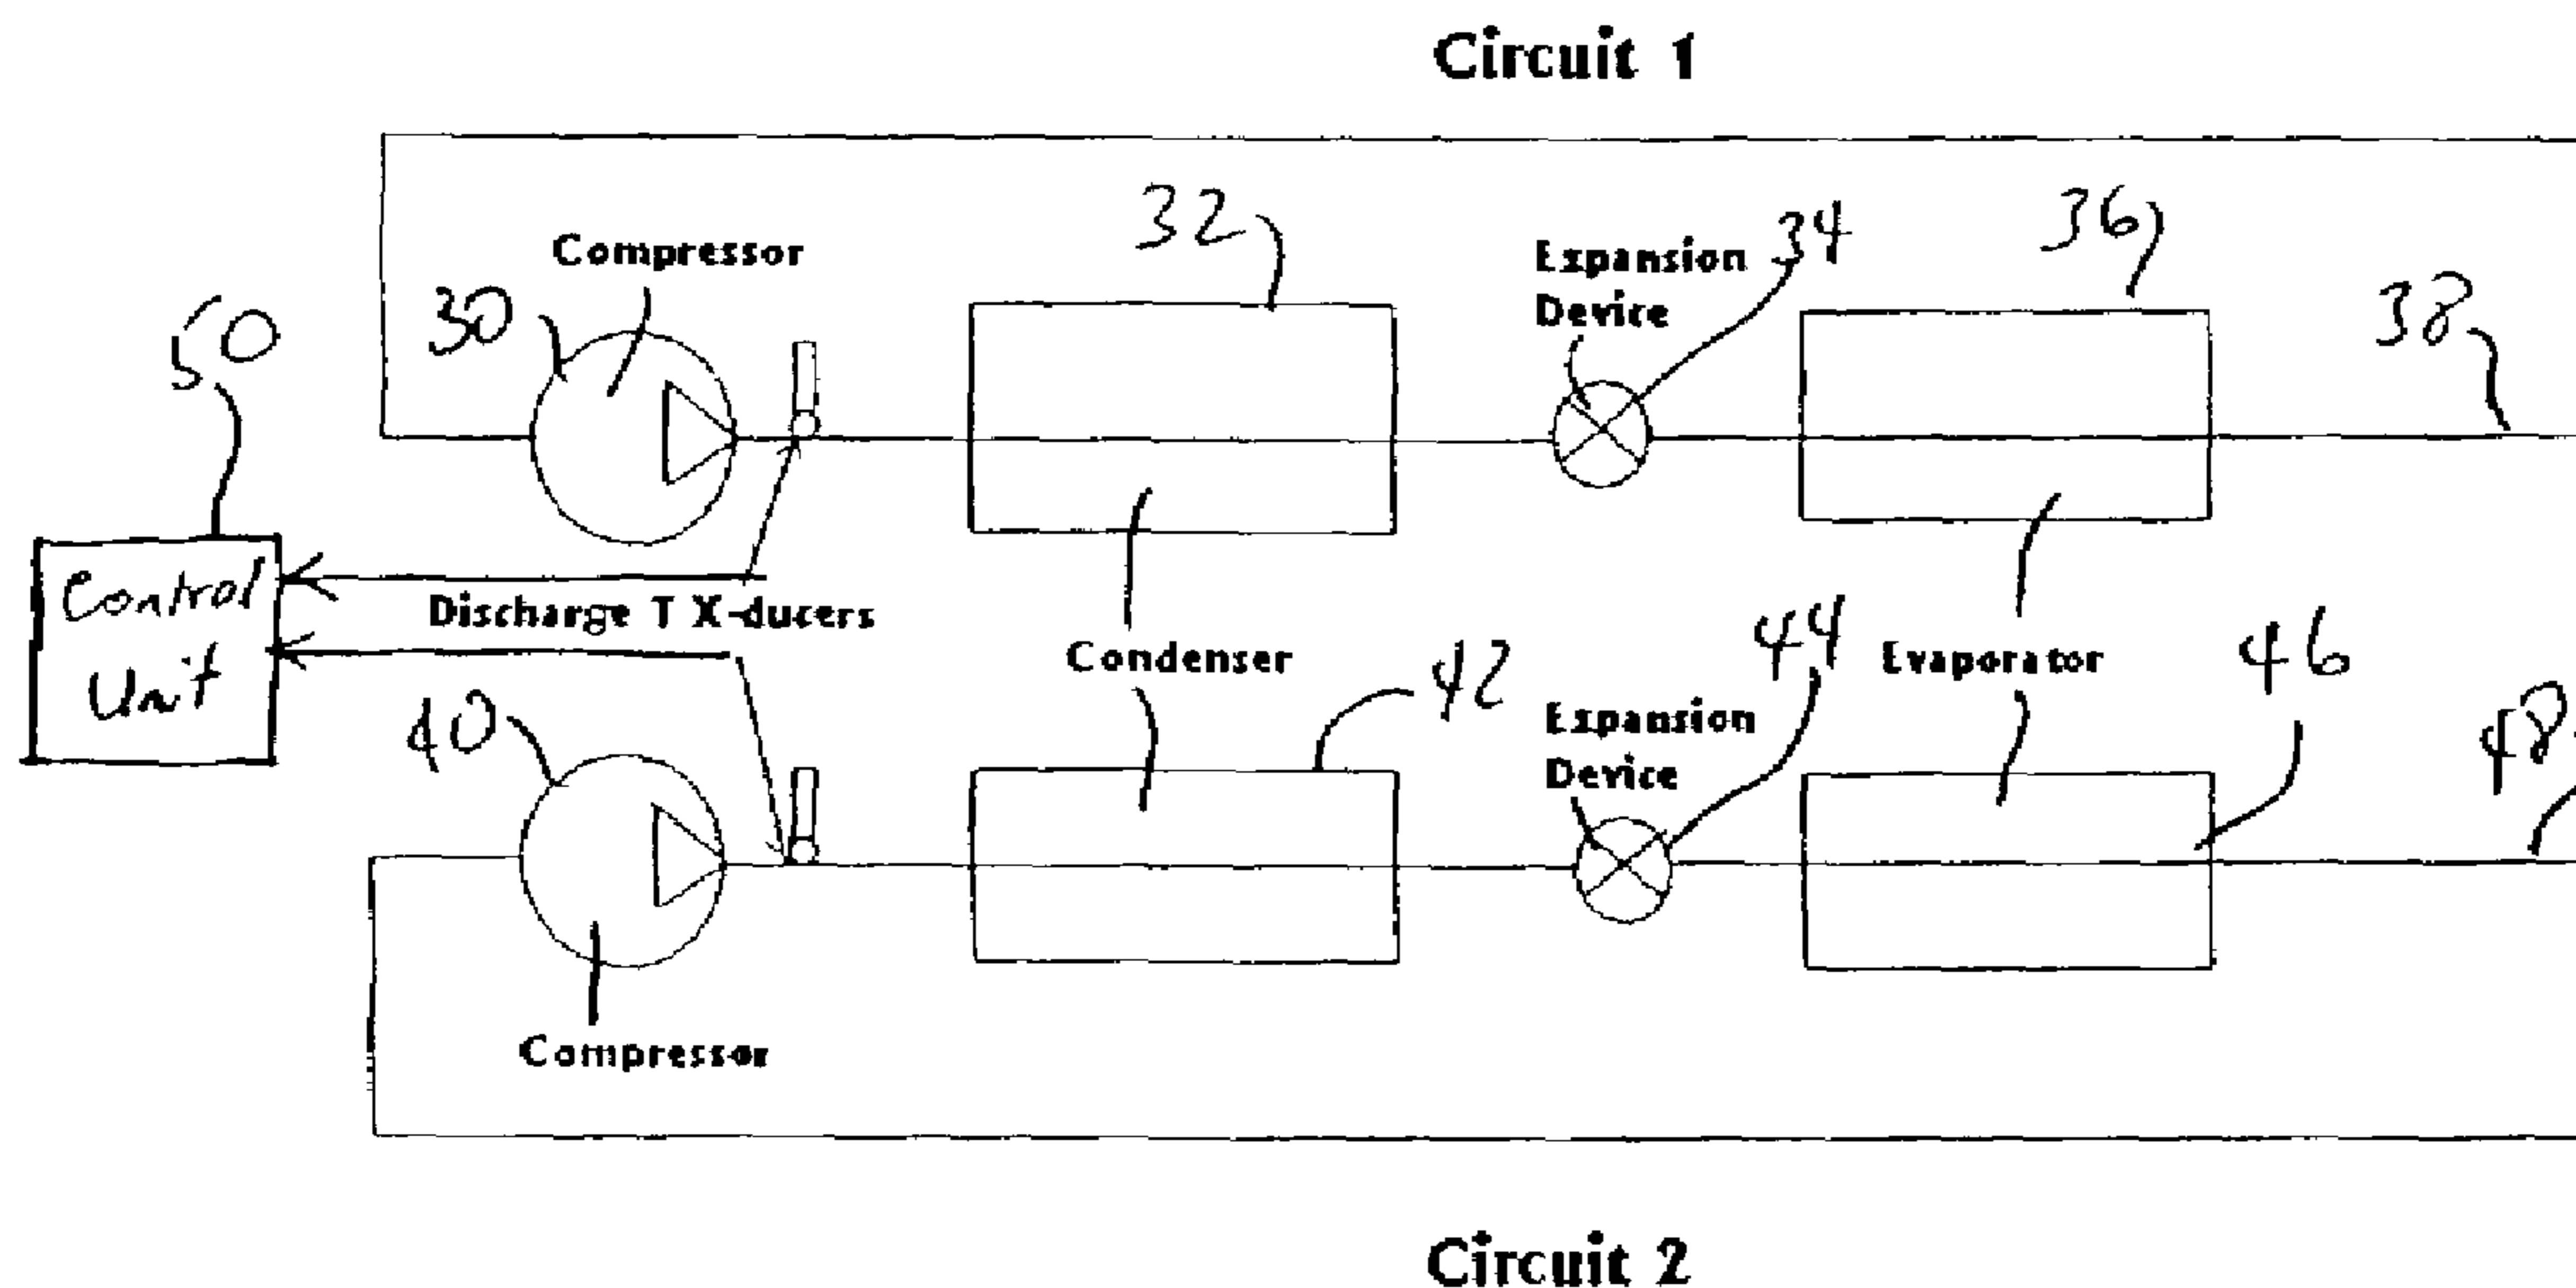 Circuit 1
32
34
36
38
Compressor
Expansion
Device
30
50
Control
Unit
Discharge T X-ducers
Condenser
42
44
Evaporator
46
48
40
Expansion
Device
Compressor
Circuit 2